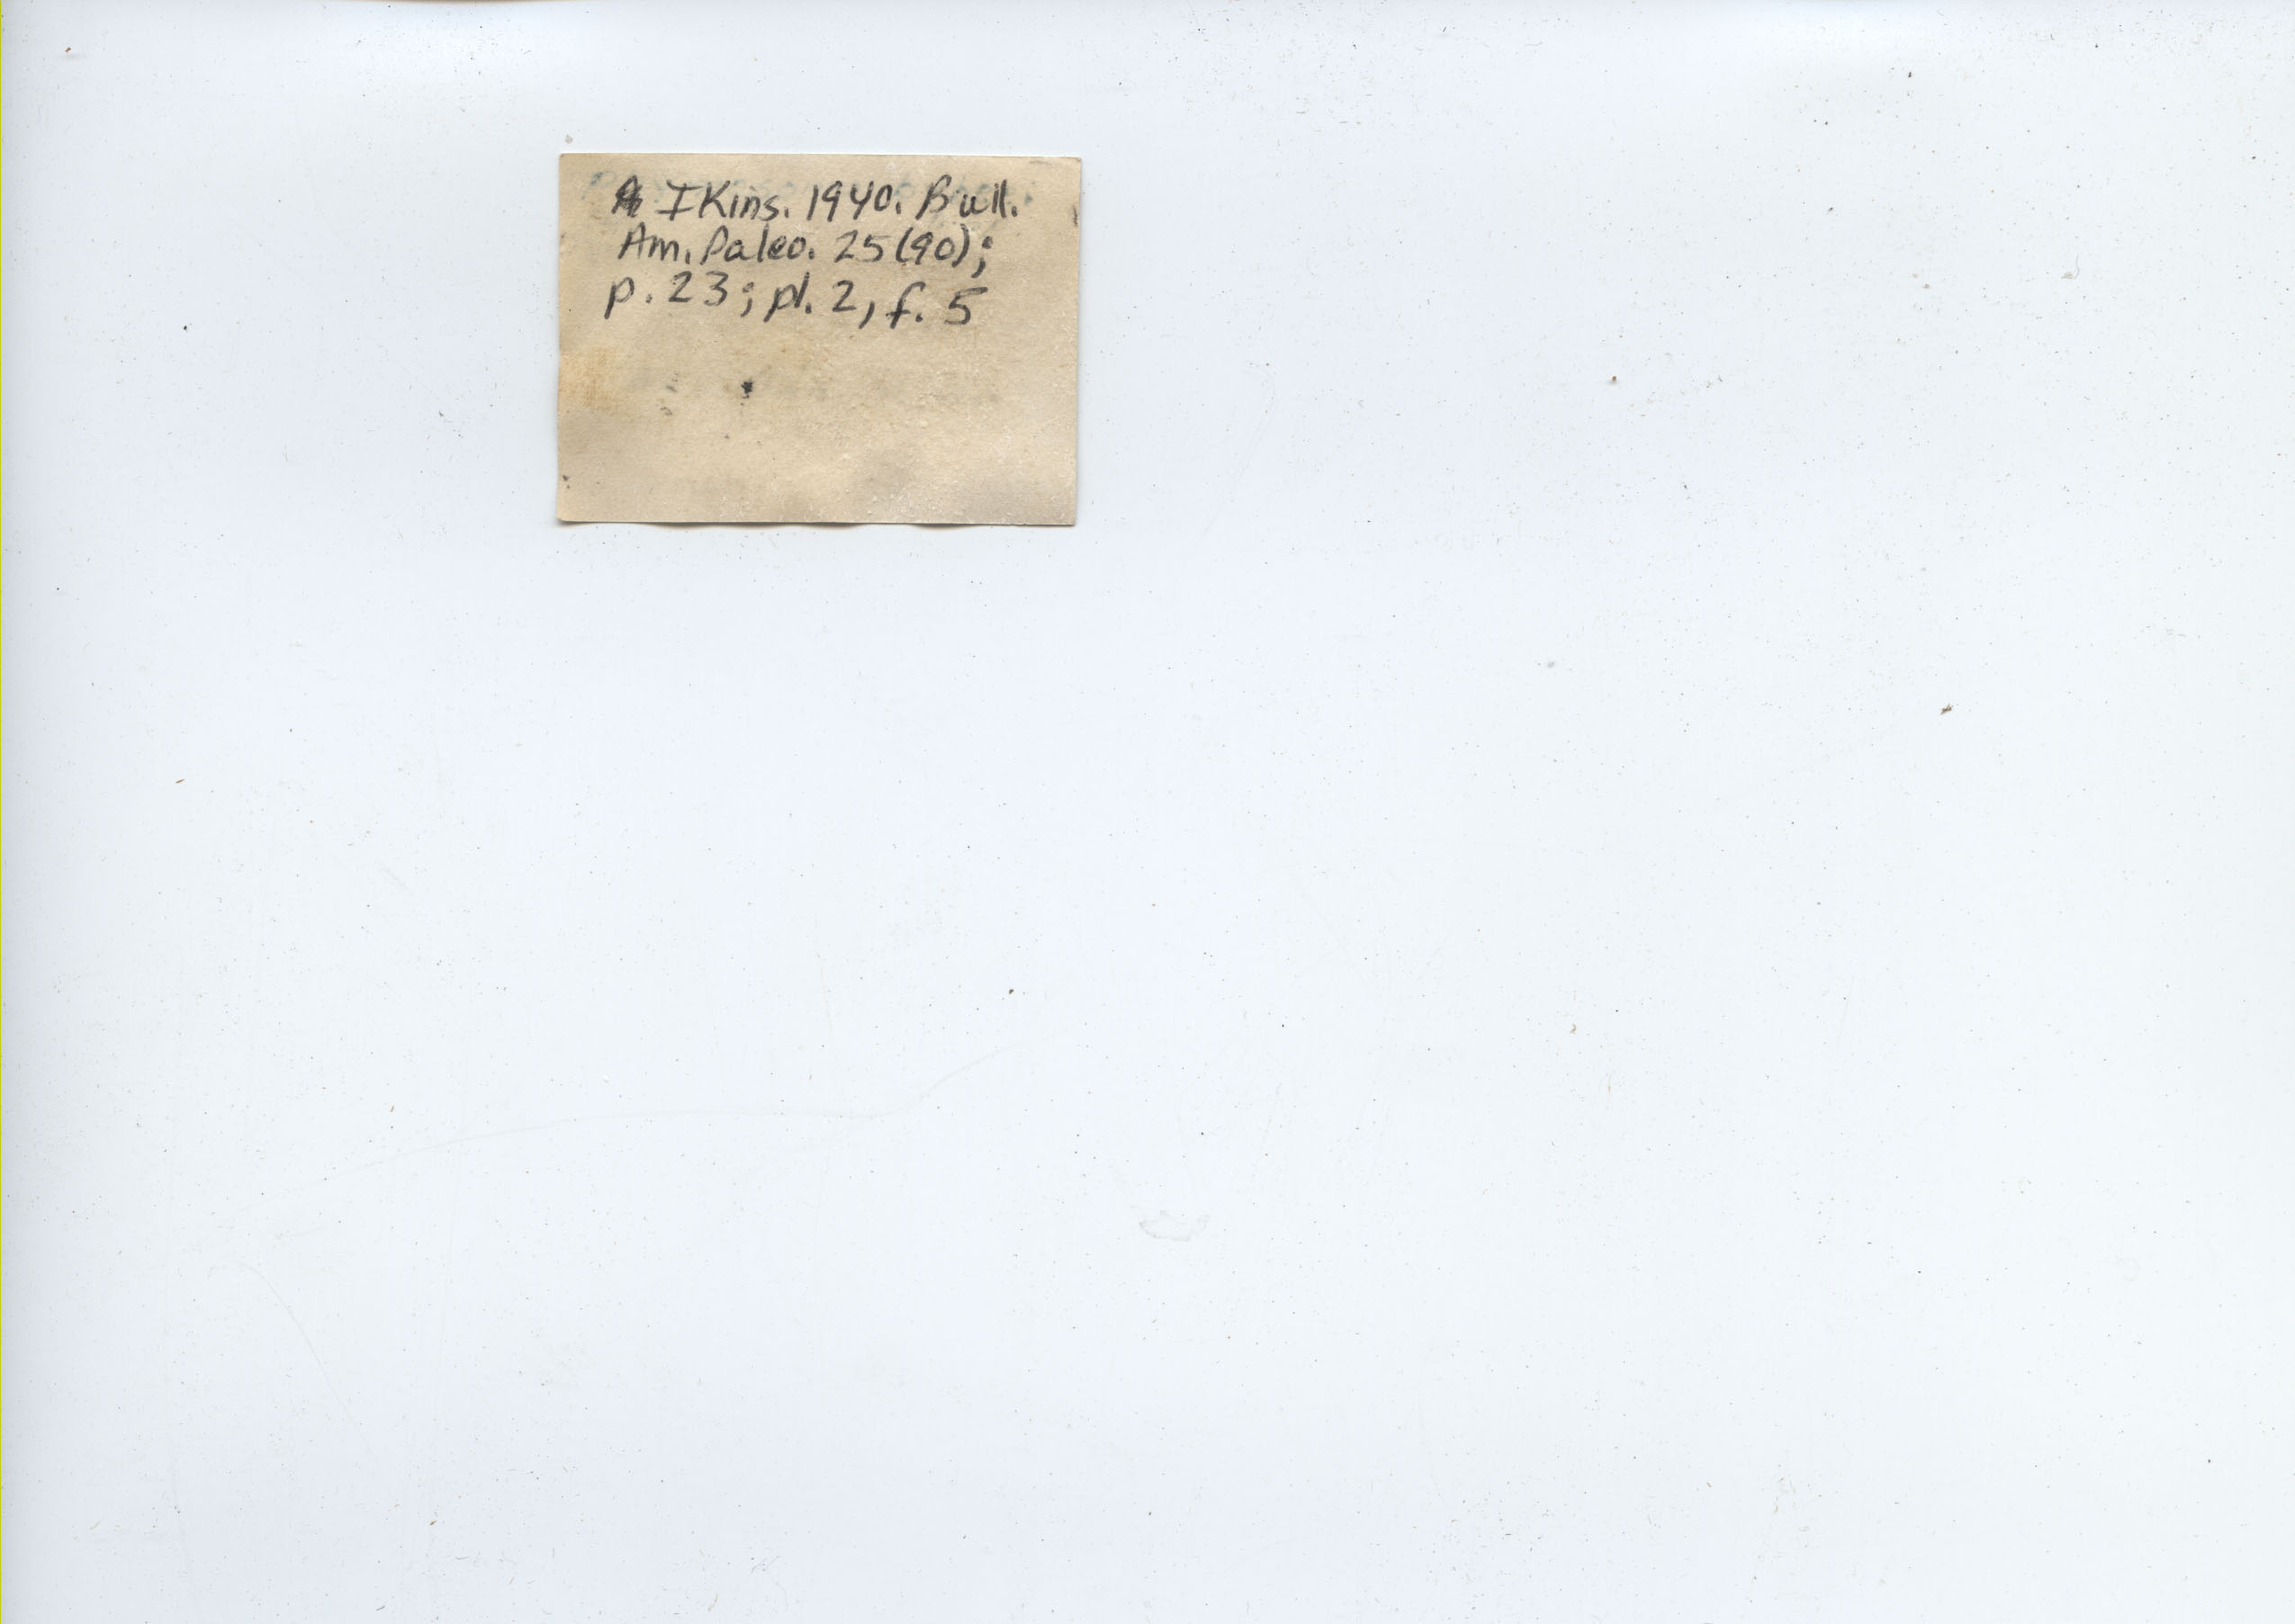 IKins. 1940. Bull.
Am. Paleo. 25(90);
p. 23; pl. 2, f. 5